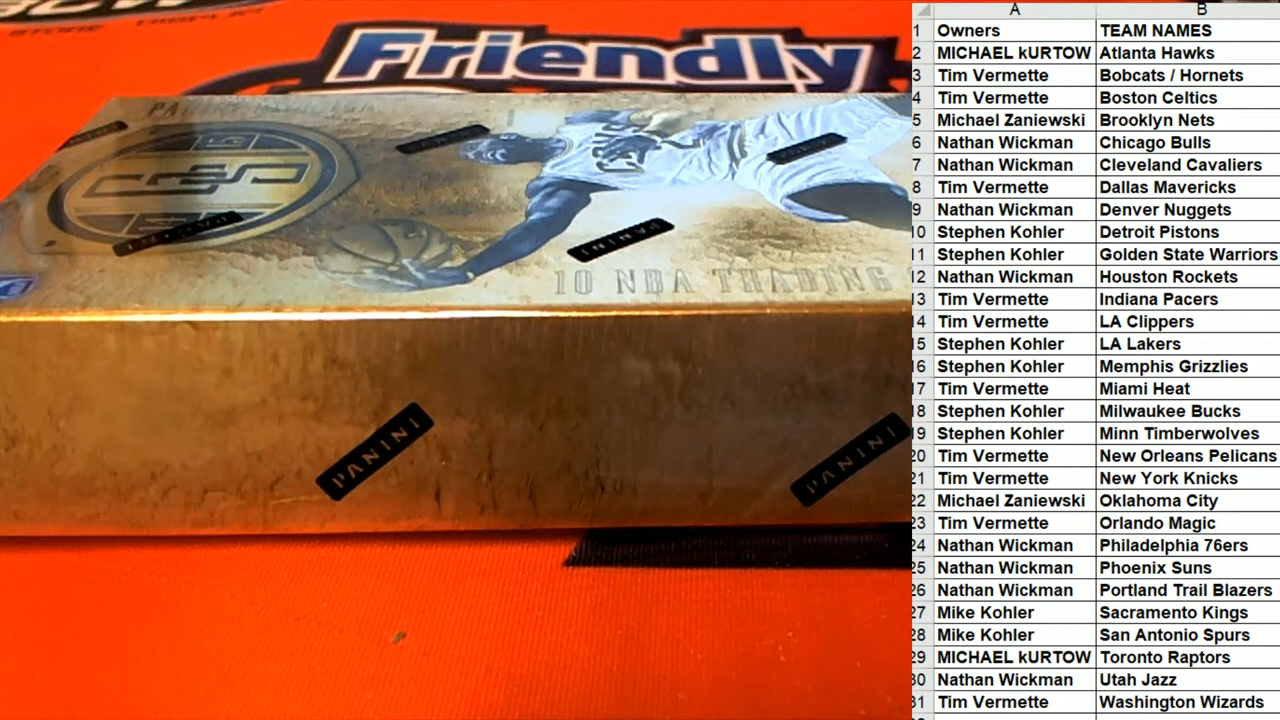 STORE DISPLAY
Friendly
PANINI
PANINI
10 NBA TRADING
PANINI
PANINI
A B
1 Owners TEAM NAMES
2 MICHAEL kURTOW Atlanta Hawks
3 Tim Vermette Bobcats / Hornets
4 Tim Vermette Boston Celtics
5 Michael Zaniewski Brooklyn Nets
6 Nathan Wickman Chicago Bulls
7 Nathan Wickman Cleveland Cavaliers
8 Tim Vermette Dallas Mavericks
9 Nathan Wickman Denver Nuggets
10 Stephen Kohler Detroit Pistons
11 Stephen Kohler Golden State Warriors
12 Nathan Wickman Houston Rockets
13 Tim Vermette Indiana Pacers
14 Tim Vermette LA Clippers
15 Stephen Kohler LA Lakers
16 Stephen Kohler Memphis Grizzlies
17 Tim Vermette Miami Heat
18 Stephen Kohler Milwaukee Bucks
19 Stephen Kohler Minn Timberwolves
20 Tim Vermette New Orleans Pelicans
21 Tim Vermette New York Knicks
22 Michael Zaniewski Oklahoma City
23 Tim Vermette Orlando Magic
24 Nathan Wickman Philadelphia 76ers
25 Nathan Wickman Phoenix Suns
26 Nathan Wickman Portland Trail Blazers
27 Mike Kohler Sacramento Kings
28 Mike Kohler San Antonio Spurs
29 MICHAEL kURTOW Toronto Raptors
30 Nathan Wickman Utah Jazz
31 Tim Vermette Washington Wizards